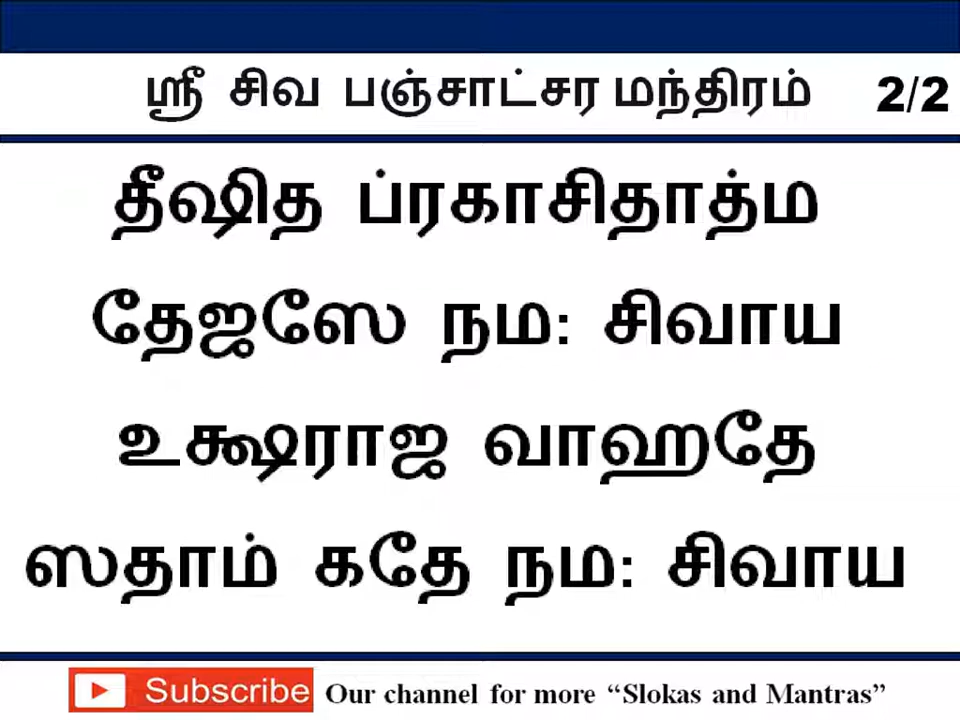 ஸ்ரீ சிவ பஞ்சாட்சர மந்திரம் 2/2
தீஷித ப்ரகாசிதாத்ம
தேஜஸே நம: சிவாய
உக்ஷராஜ வாஹதே
ஸதாம் கதே நம: சிவாய
Subscribe Our channel for more “Slokas and Mantras”